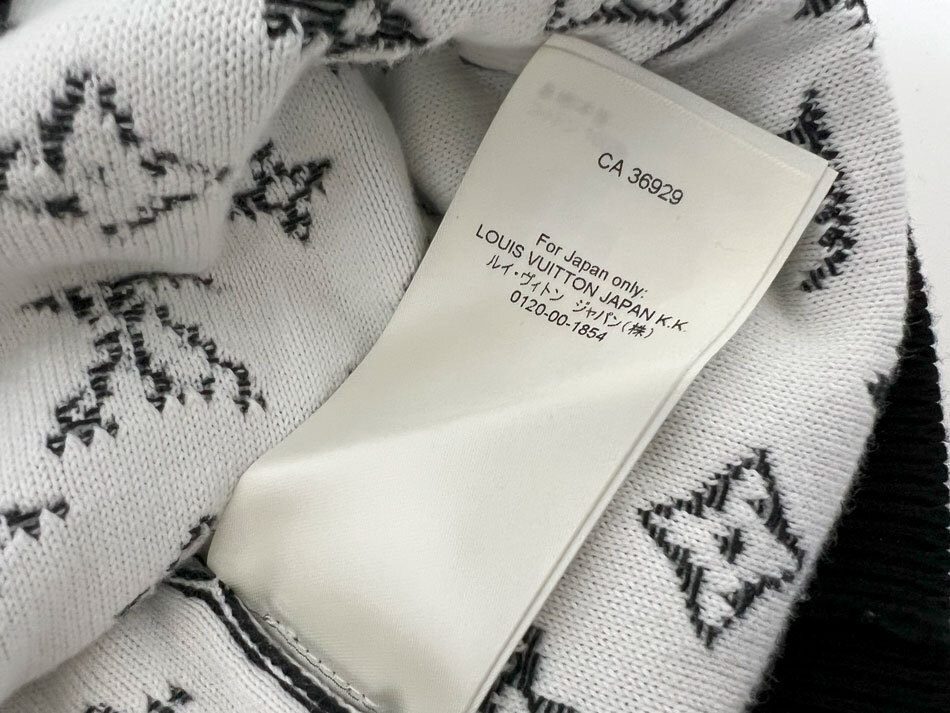 CA 36929
For Japan only:
LOUIS VUITTON JAPAN K.K.
ルイ・ヴィトン ジャパン(株)
0120-00-1854